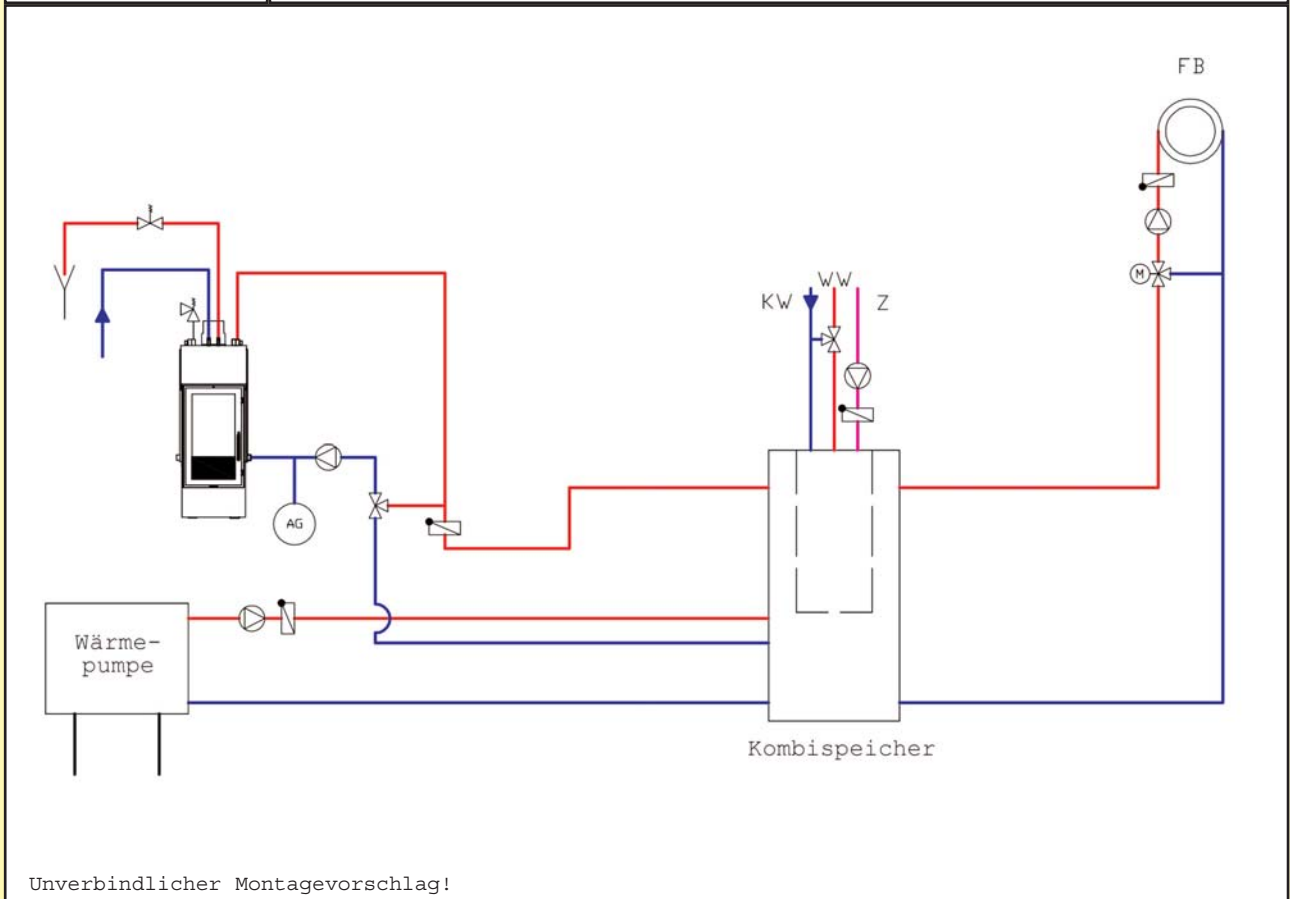 FB
WW
KW
Z
M
AG
Wärme-
pumpe
Kombispeicher
Unverbindlicher Montagevorschlag!